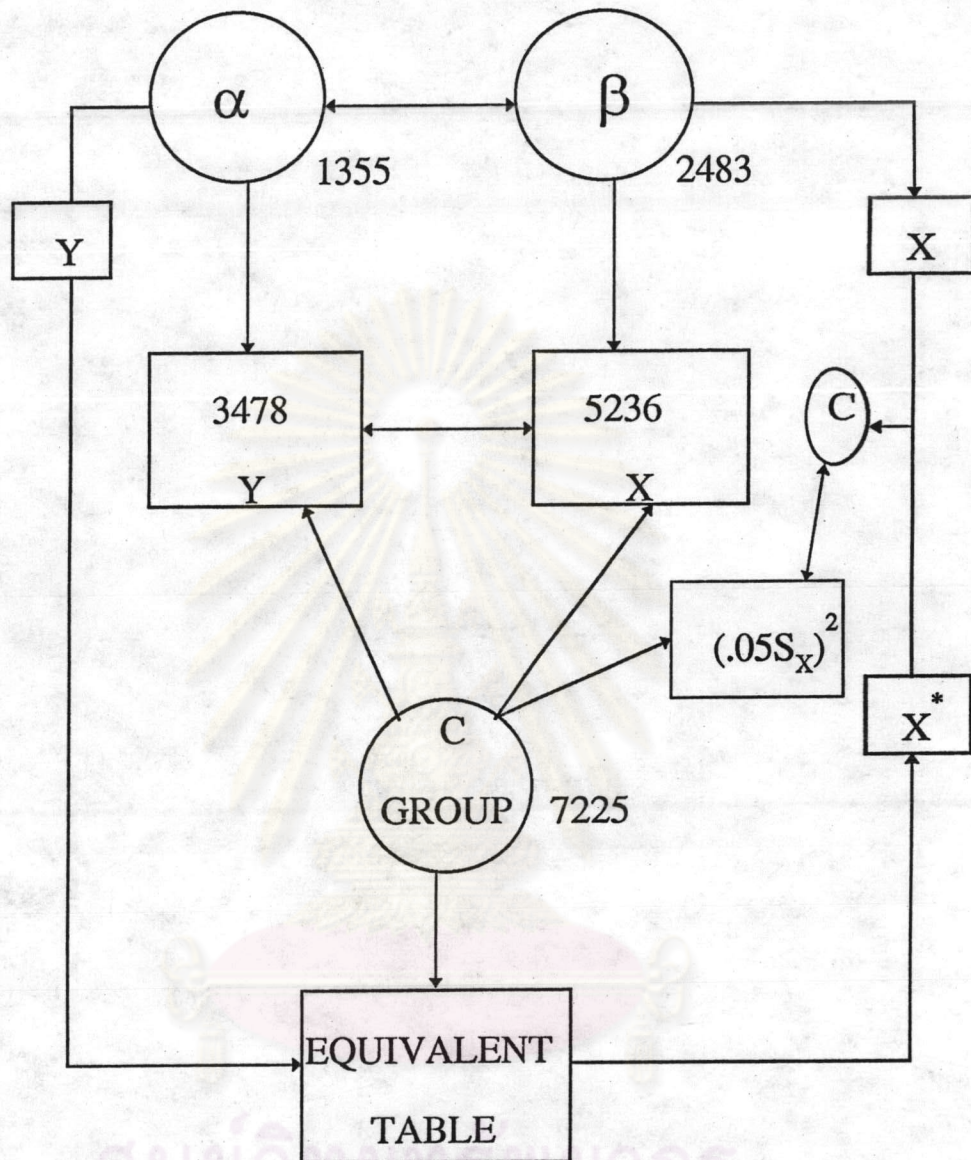 α
β
1355
2483
Y
X
3478
Y
5236
X
C
(.05S_X)^2
X*
C
GROUP 7225
EQUIVALENT
TABLE